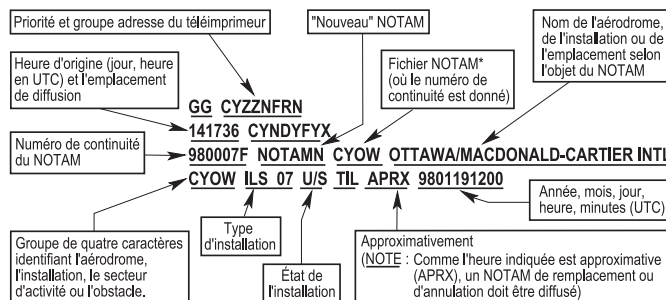 Priorité et groupe adresse du téléimprimeur
"Nouveau" NOTAM
Nom de l'aérodrome,
de l'installation ou de
l'emplacement selon
l'objet du NOTAM
Heure d'origine (jour, heure
en UTC) et l'emplacement
de diffusion
Fichier NOTAM*
(où le numéro de
continuité est donné)
Numéro de continuité
du NOTAM
GG CYZZNFRN
141736 CYNDYFYX
980007F NOTAMN CYOW OTTAWA/MACDONALD-CARTIER INTL
CYOW ILS 07 U/S TIL APRX 9801191200
Groupe de quatre caractères
identifiant l'aérodrome,
l'installation, le secteur
d'activité ou l'obstacle.
Type
d'installation
État de
l'installation
Approximativement
(NOTE : Comme l'heure indiquée est approximative
(APRX), un NOTAM de remplacement ou
d'annulation doit être diffusé)
Année, mois, jour,
heure, minutes (UTC)